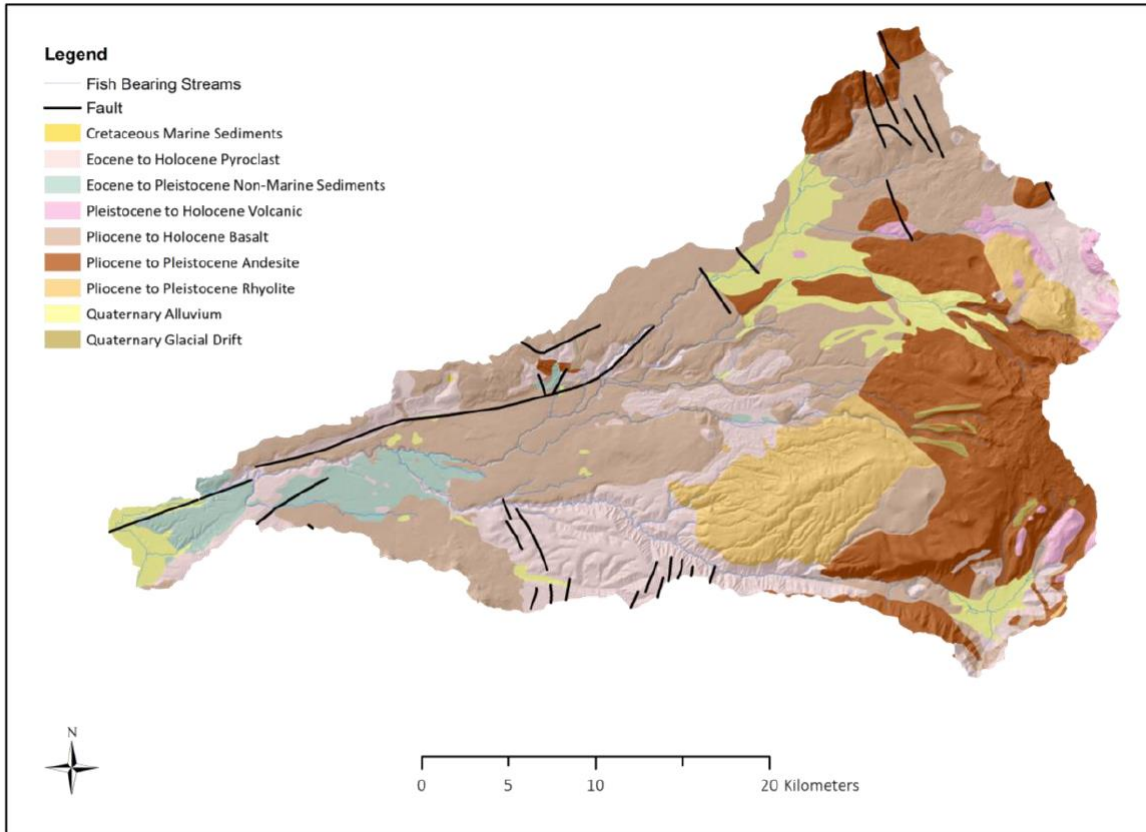 Legend
Fish Bearing Streams
Fault
Cretaceous Marine Sediments
Eocene to Holocene Pyroclast
Eocene to Pleistocene Non-Marine Sediments
Pleistocene to Holocene Volcanic
Pliocene to Holocene Basalt
Pliocene to Pleistocene Andesite
Pliocene to Pleistocene Rhyolite
Quaternary Alluvium
Quaternary Glacial Drift
N
0 5 10 20 Kilometers